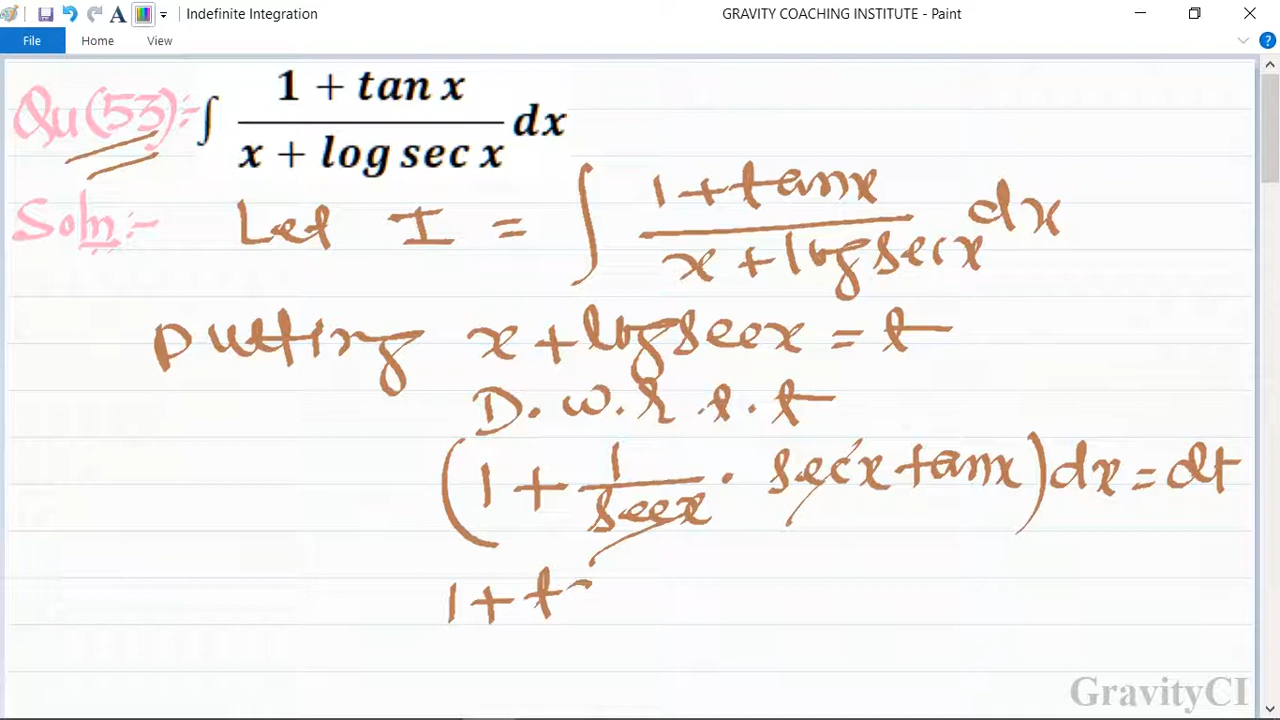 Indefinite Integration
GRAVITY COACHING INSTITUTE - Paint
File Home View
Qu(53):- ∫ (1 + tan x)/(x + log sec x) dx
Soln:- Let I = ∫ (1+tanx)/(x+logsecx) dx
putting x+logsecx = t
D. w. r. t. t
(1 + 1/secx · secx tanx) dx = dt
1 + t
GravityCI